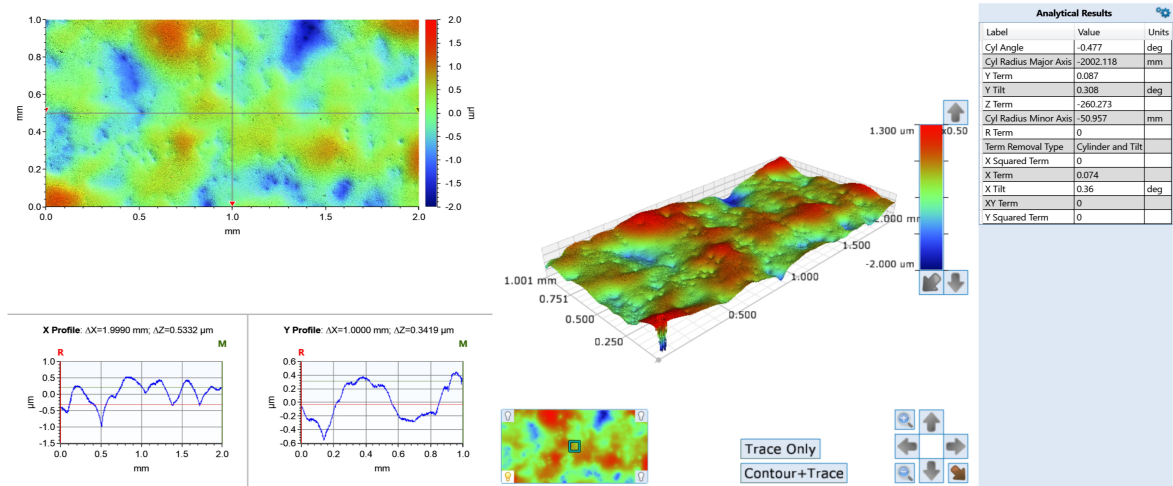 1.0
0.8
0.6
0.4
0.2
0.0
mm
0.0 0.5 1.0 1.5 2.0
mm
2.0
1.5
1.0
0.5
0.0
-0.5
-1.0
-1.5
-2.0
µm
X Profile: ΔX=1.9990 mm; ΔZ=0.5332 µm
R M
1.0
0.5
0.0
-0.5
-1.0
-1.5
µm
0.0 0.5 1.0 1.5 2.0
mm
Y Profile: ΔX=1.0000 mm; ΔZ=0.3419 µm
R M
0.6
0.4
0.2
0.0
-0.2
-0.4
-0.6
µm
0.0 0.2 0.4 0.6 0.8 1.0
mm
1.300 um x0.50
2.000 mm
1.500
-2.000 um
1.000
0.500
1.001 mm
0.751
0.500
0.250
Trace Only
Contour+Trace
Analytical Results
Label Value Units
Cyl Angle -0.477 deg
Cyl Radius Major Axis -2002.118 mm
Y Term 0.087
Y Tilt 0.308 deg
Z Term -260.273
Cyl Radius Minor Axis -50.957 mm
R Term 0
Term Removal Type Cylinder and Tilt
X Squared Term 0
X Term 0.074
X Tilt 0.36 deg
XY Term 0
Y Squared Term 0